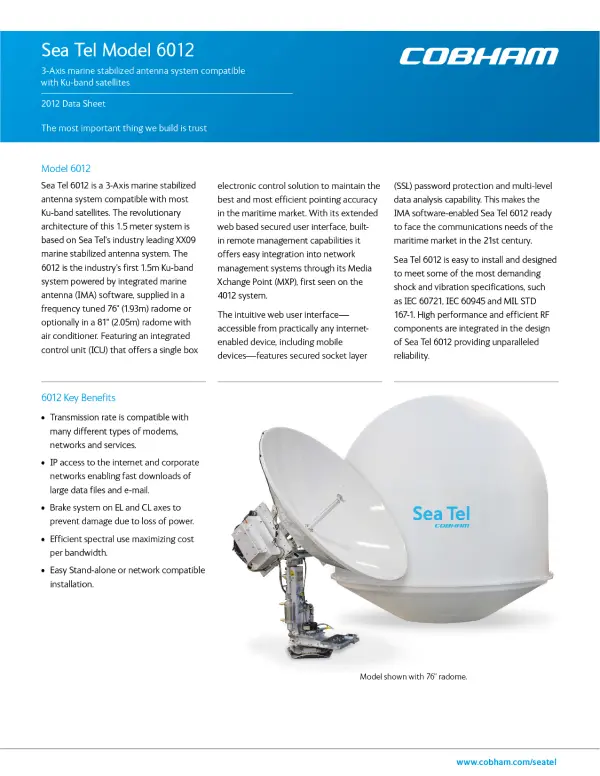 Sea Tel Model 6012
COBHAM
3-Axis marine stabilized antenna system compatible
with Ku-band satellites
2012 Data Sheet
The most important thing we build is trust
Model 6012
Sea Tel 6012 is a 3-Axis marine stabilized
antenna system compatible with most
Ku-band satellites. The revolutionary
architecture of this 1.5 meter system is
based on Sea Tel's industry leading XX09
marine stabilized antenna system. The
6012 is the industry's first 1.5m Ku-band
system powered by integrated marine
antenna (IMA) software, supplied in a
frequency tuned 76" (1.93m) radome or
optionally in a 81" (2.05m) radome with
air conditioner. Featuring an integrated
control unit (ICU) that offers a single box
electronic control solution to maintain the
best and most efficient pointing accuracy
in the maritime market. With its extended
web based secured user interface, built-
in remote management capabilities it
offers easy integration into network
management systems through its Media
Xchange Point (MXP), first seen on the
4012 system.
The intuitive web user interface—
accessible from practically any internet-
enabled device, including mobile
devices—features secured socket layer
(SSL) password protection and multi-level
data analysis capability. This makes the
IMA software-enabled Sea Tel 6012 ready
to face the communications needs of the
maritime market in the 21st century.
Sea Tel 6012 is easy to install and designed
to meet some of the most demanding
shock and vibration specifications, such
as IEC 60721, IEC 60945 and MIL STD
167-1. High performance and efficient RF
components are integrated in the design
of Sea Tel 6012 providing unparalleled
reliability.
6012 Key Benefits
• Transmission rate is compatible with
many different types of modems,
networks and services.
• IP access to the internet and corporate
networks enabling fast downloads of
large data files and e-mail.
• Brake system on EL and CL axes to
prevent damage due to loss of power.
• Efficient spectral use maximizing cost
per bandwidth.
• Easy Stand-alone or network compatible
installation.
Sea Tel
COBHAM
Model shown with 76" radome.
www.cobham.com/seatel